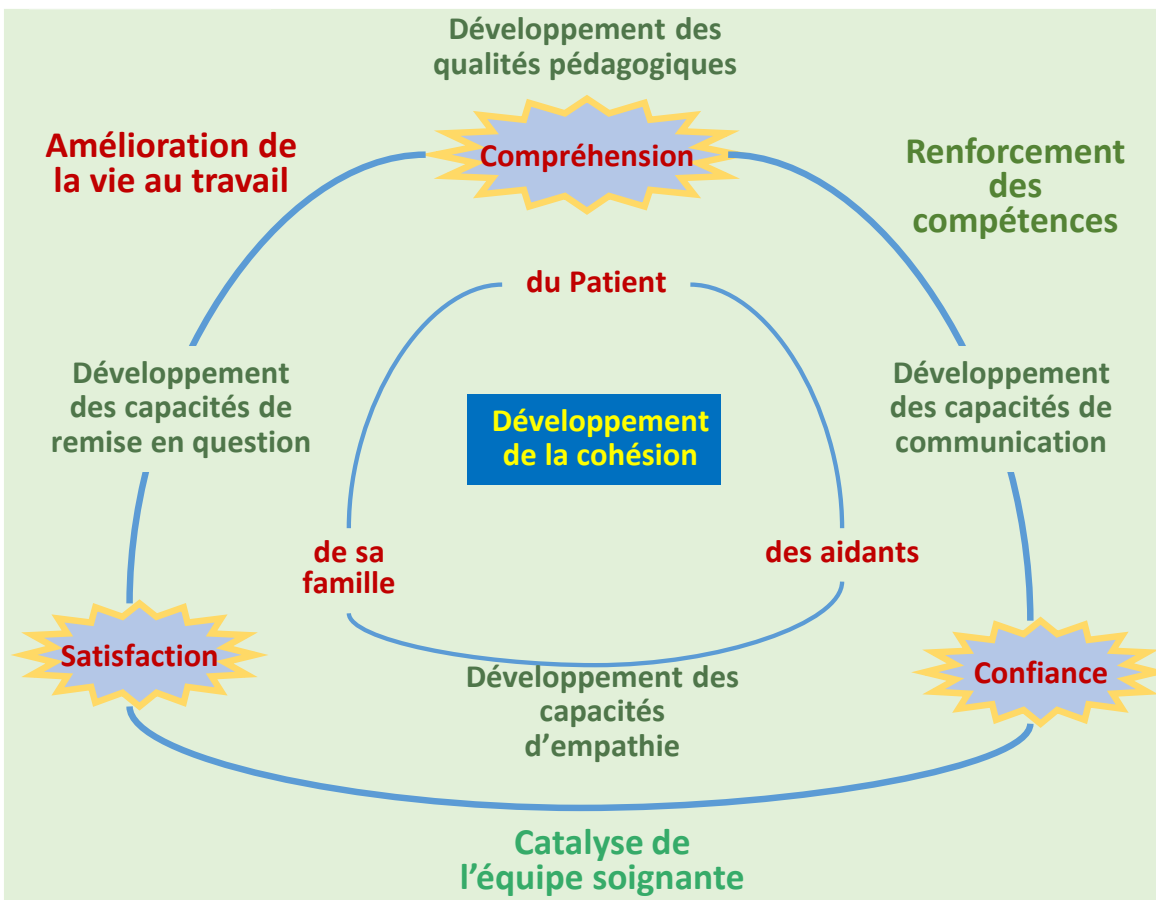 Développement des
qualités pédagogiques
Amélioration de
la vie au travail
Compréhension
Renforcement
des
compétences
du Patient
Développement
des capacités de
remise en question
Développement
de la cohésion
Développement
des capacités de
communication
de sa
famille
des aidants
Satisfaction
Confiance
Développement des
capacités
d’empathie
Catalyse de
l’équipe soignante